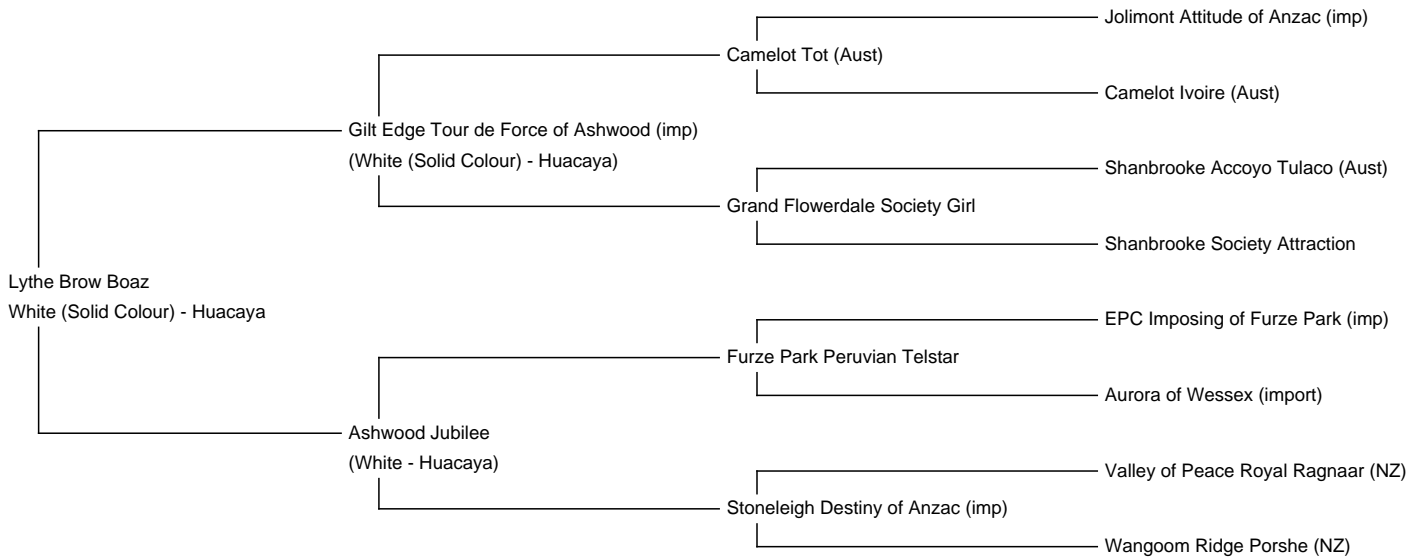 Jolimont Attitude of Anzac (imp)
Camelot Tot (Aust)
Camelot Ivoire (Aust)
Gilt Edge Tour de Force of Ashwood (imp)
(White (Solid Colour) - Huacaya)
Shanbrooke Accoyo Tulaco (Aust)
Grand Flowerdale Society Girl
Shanbrooke Society Attraction
Lythe Brow Boaz
White (Solid Colour) - Huacaya
EPC Imposing of Furze Park (imp)
Furze Park Peruvian Telstar
Aurora of Wessex (import)
Ashwood Jubilee
(White - Huacaya)
Valley of Peace Royal Ragnaar (NZ)
Stoneleigh Destiny of Anzac (imp)
Wangoom Ridge Porshe (NZ)